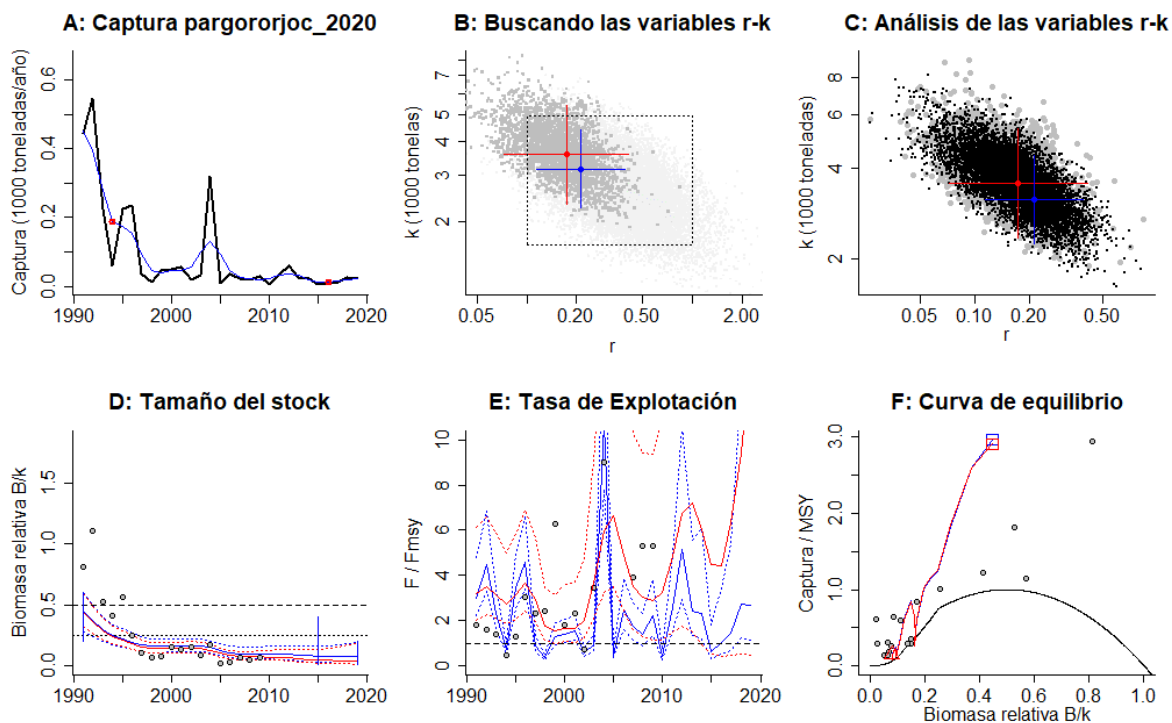 A: Captura pargororjoc_2020
Captura (1000 toneladas/año)
0.0 0.2 0.4 0.6
1990 2000 2010 2020
B: Buscando las variables r-k
k (1000 tonelas)
2 3 4 5 7
0.05 0.20 0.50 2.00
r
C: Análisis de las variables r-k
k (1000 toneladas)
2 4 6 8
0.05 0.10 0.20 0.50
r
D: Tamaño del stock
Biomasa relativa B/k
0.0 0.5 1.0 1.5
1990 2000 2010 2020
E: Tasa de Explotación
F / Fmsy
0 2 4 6 8 10
1990 2000 2010 2020
F: Curva de equilibrio
Captura / MSY
0.0 1.0 2.0 3.0
0.0 0.2 0.4 0.6 0.8 1.0
Biomasa relativa B/k